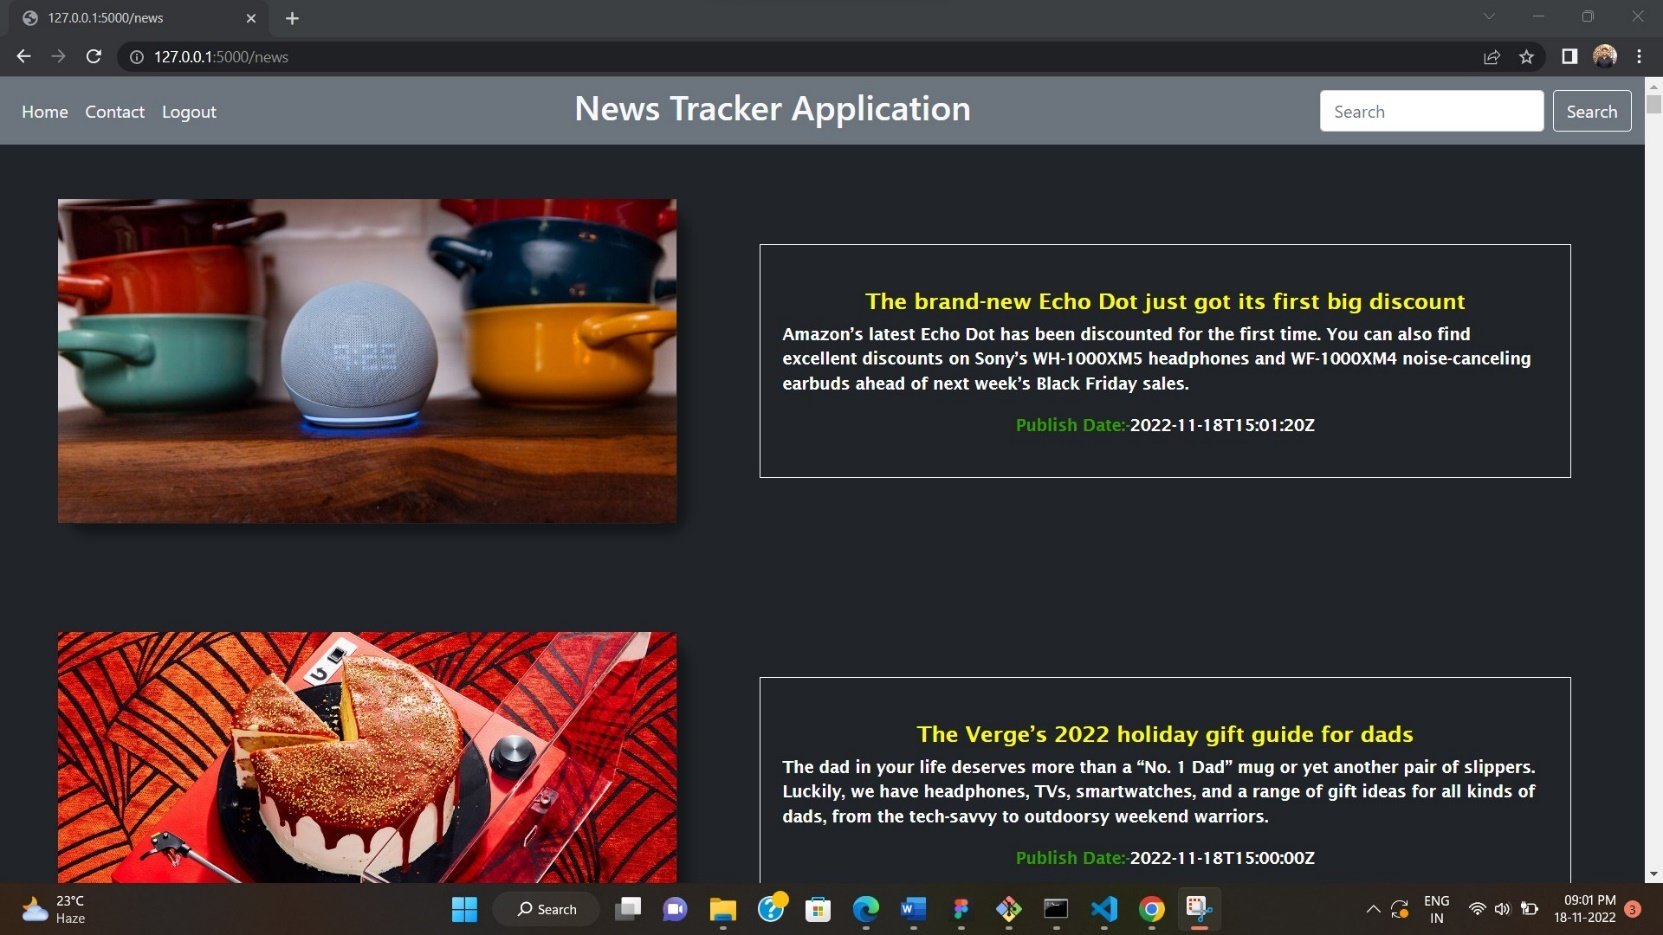 127.0.0.1:5000/news
127.0.0.1:5000/news
Home Contact Logout
News Tracker Application
Search
Search
The brand-new Echo Dot just got its first big discount
Amazon’s latest Echo Dot has been discounted for the first time. You can also find
excellent discounts on Sony’s WH-1000XM5 headphones and WF-1000XM4 noise-canceling
earbuds ahead of next week’s Black Friday sales.
Publish Date:-2022-11-18T15:01:20Z
The Verge’s 2022 holiday gift guide for dads
The dad in your life deserves more than a “No. 1 Dad” mug or yet another pair of slippers.
Luckily, we have headphones, TVs, smartwatches, and a range of gift ideas for all kinds of
dads, from the tech-savvy to outdoorsy weekend warriors.
Publish Date:-2022-11-18T15:00:00Z
23°C
Haze
Search
ENG
IN
09:01 PM
18-11-2022
3